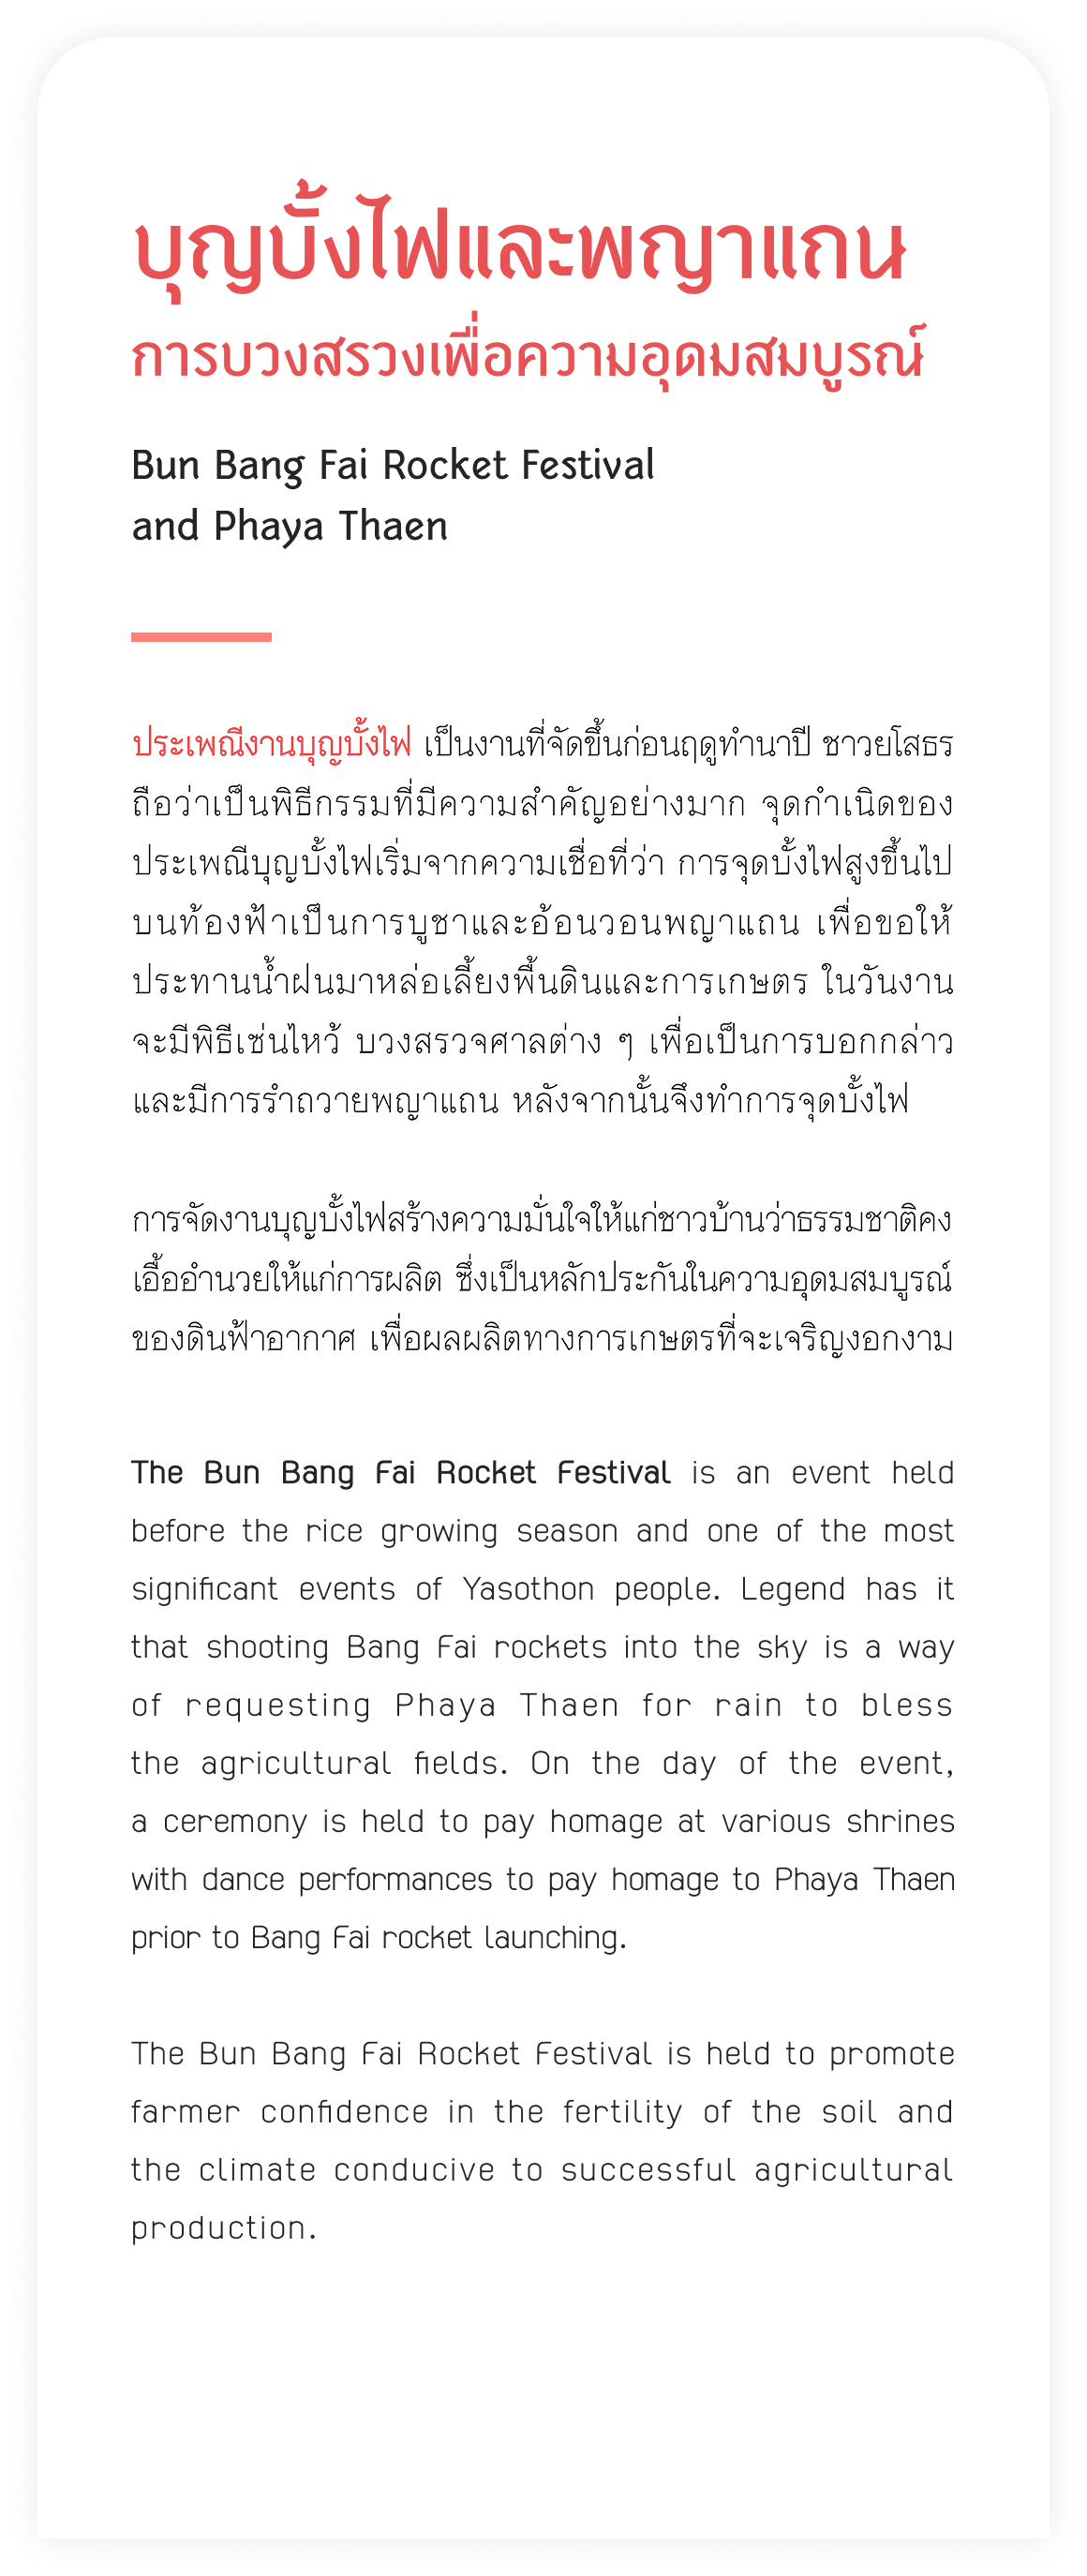 บุญบั้งไฟและพญาแถน
การบวงสรวงเพื่อความอุดมสมบูรณ์
Bun Bang Fai Rocket Festival
and Phaya Thaen
ประเพณีงานบุญบั้งไฟ เป็นงานที่จัดขึ้นก่อนฤดูทำนาปี ชาวยโสธร
ถือว่าเป็นพิธีกรรมที่มีความสำคัญอย่างมาก จุดกำเนิดของ
ประเพณีบุญบั้งไฟเริ่มจากความเชื่อที่ว่า การจุดบั้งไฟสูงขึ้นไป
บนท้องฟ้าเป็นการบูชาและอ้อนวอนพญาแถน เพื่อขอให้
ประทานน้ำฝนมาหล่อเลี้ยงพื้นดินและการเกษตร ในวันงาน
จะมีพิธีเซ่นไหว้ บวงสรวจศาลต่าง ๆ เพื่อเป็นการบอกกล่าว
และมีการรำถวายพญาแถน หลังจากนั้นจึงทำการจุดบั้งไฟ
การจัดงานบุญบั้งไฟสร้างความมั่นใจให้แก่ชาวบ้านว่าธรรมชาติคง
เอื้ออำนวยให้แก่การผลิต ซึ่งเป็นหลักประกันในความอุดมสมบูรณ์
ของดินฟ้าอากาศ เพื่อผลผลิตทางการเกษตรที่จะเจริญงอกงาม
The Bun Bang Fai Rocket Festival is an event held
before the rice growing season and one of the most
significant events of Yasothon people. Legend has it
that shooting Bang Fai rockets into the sky is a way
of requesting Phaya Thaen for rain to bless
the agricultural fields. On the day of the event,
a ceremony is held to pay homage at various shrines
with dance performances to pay homage to Phaya Thaen
prior to Bang Fai rocket launching.
The Bun Bang Fai Rocket Festival is held to promote
farmer confidence in the fertility of the soil and
the climate conducive to successful agricultural
production.